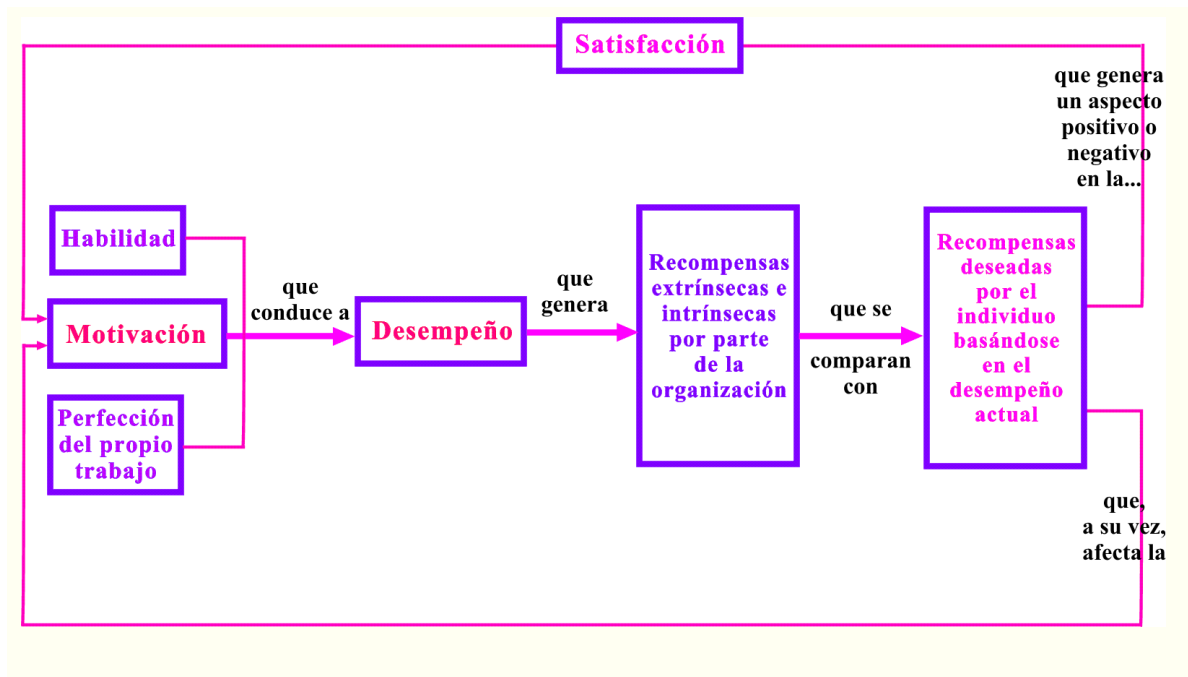 Satisfacción
que genera
un aspecto
positivo o
negativo
en la...
Habilidad
Motivación
Perfección
del propio
trabajo
que
conduce a
Desempeño
que
genera
Recompensas
extrínsecas e
intrínsecas
por parte
de la
organización
que se
comparan
con
Recompensas
deseadas
por el
individuo
basándose
en el
desempeño
actual
que,
a su vez,
afecta la